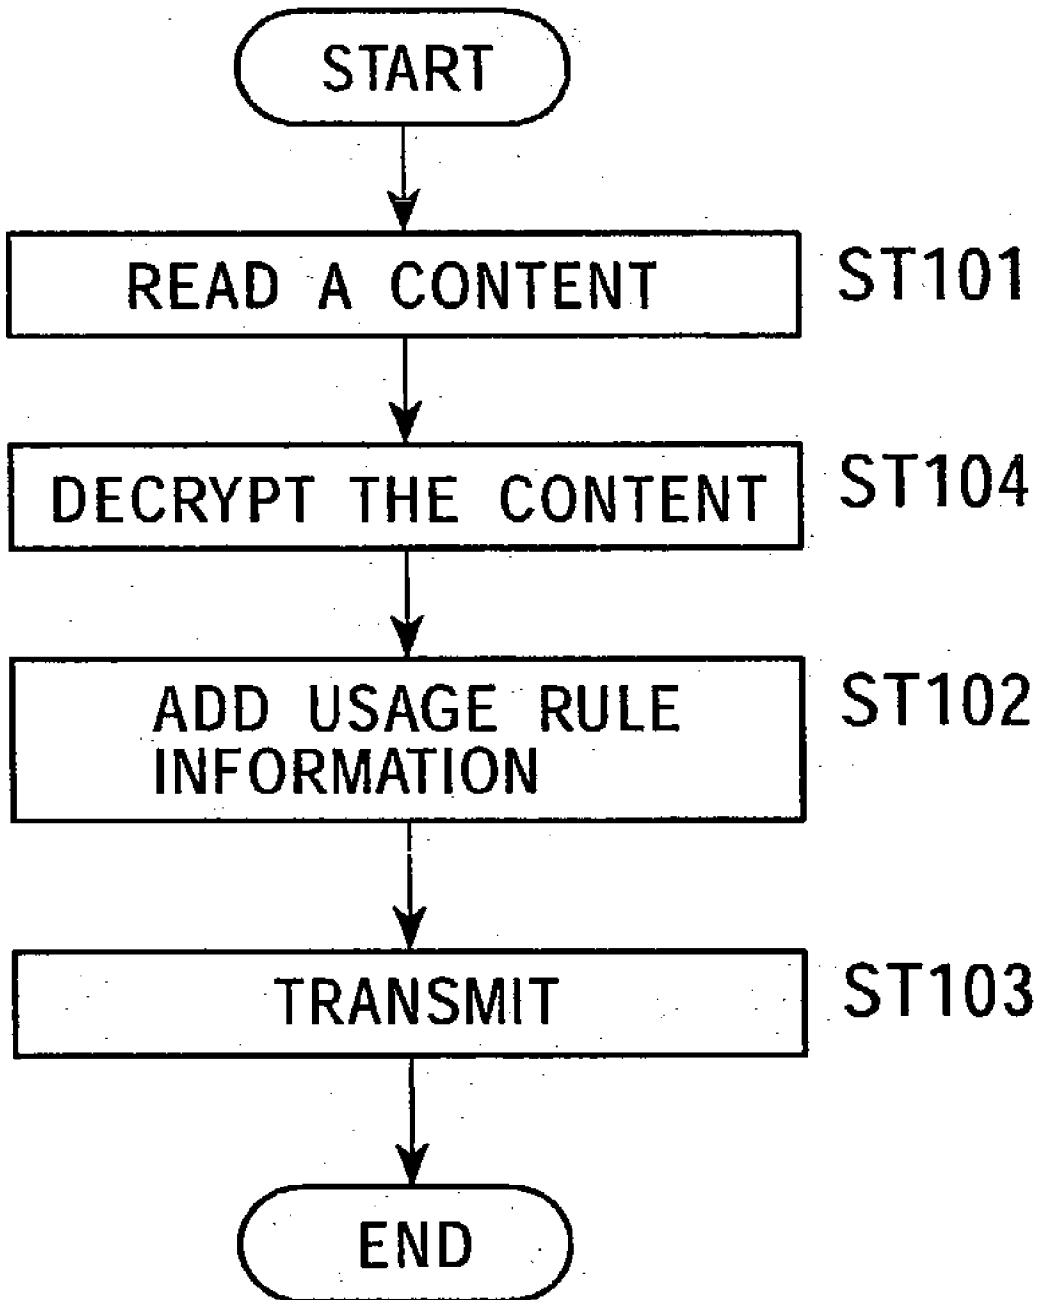 START
READ A CONTENT
ST101
DECRYPT THE CONTENT
ST104
ADD USAGE RULE
INFORMATION
ST102
TRANSMIT
ST103
END